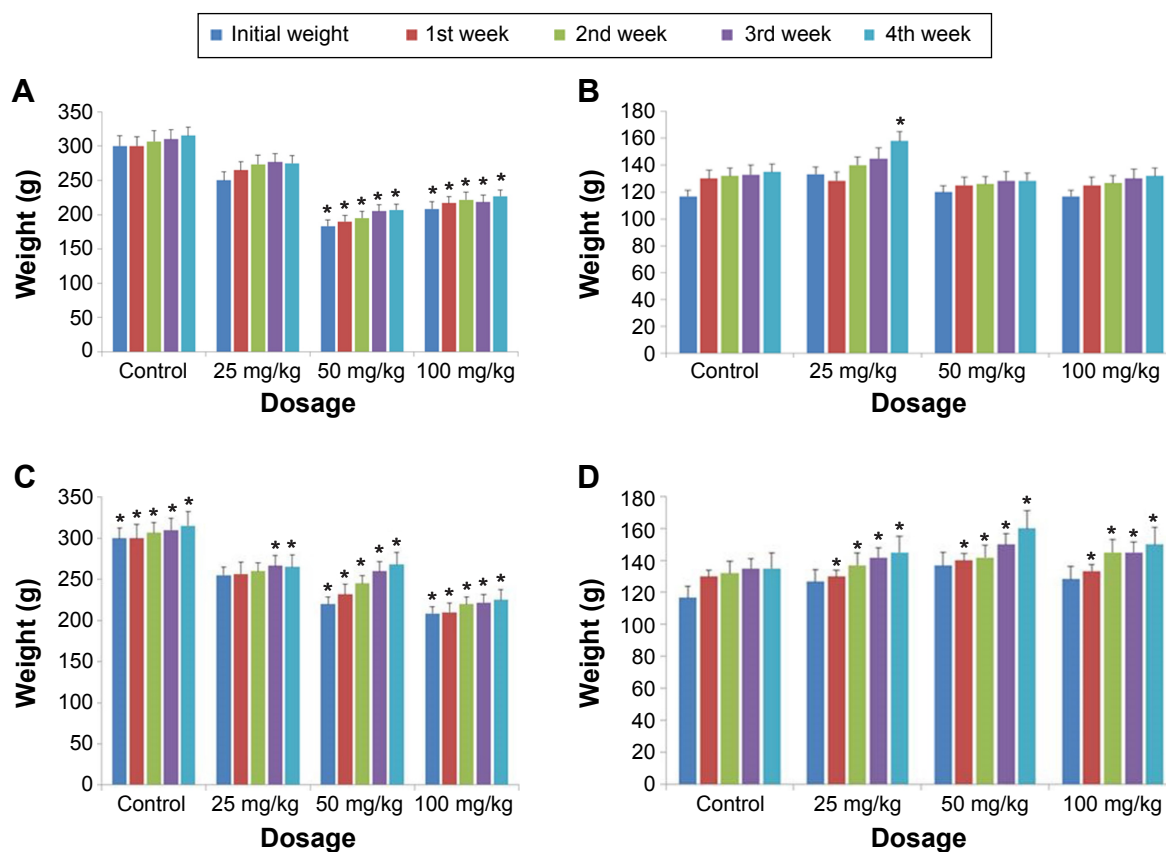 Initial weight 1st week 2nd week 3rd week 4th week
A
350
300
250
200
150
100
50
0
Weight (g)
* * * * * * * * * *
Control 25 mg/kg 50 mg/kg 100 mg/kg
Dosage
B
180
160
140
120
100
80
60
40
20
0
Weight (g)
*
Control 25 mg/kg 50 mg/kg 100 mg/kg
Dosage
C
350
300
250
200
150
100
50
0
Weight (g)
* * * * * * * * * * * * * * * * *
Control 25 mg/kg 50 mg/kg 100 mg/kg
Dosage
D
180
160
140
120
100
80
60
40
20
0
Weight (g)
* * * * * * * * * * * *
Control 25 mg/kg 50 mg/kg 100 mg/kg
Dosage